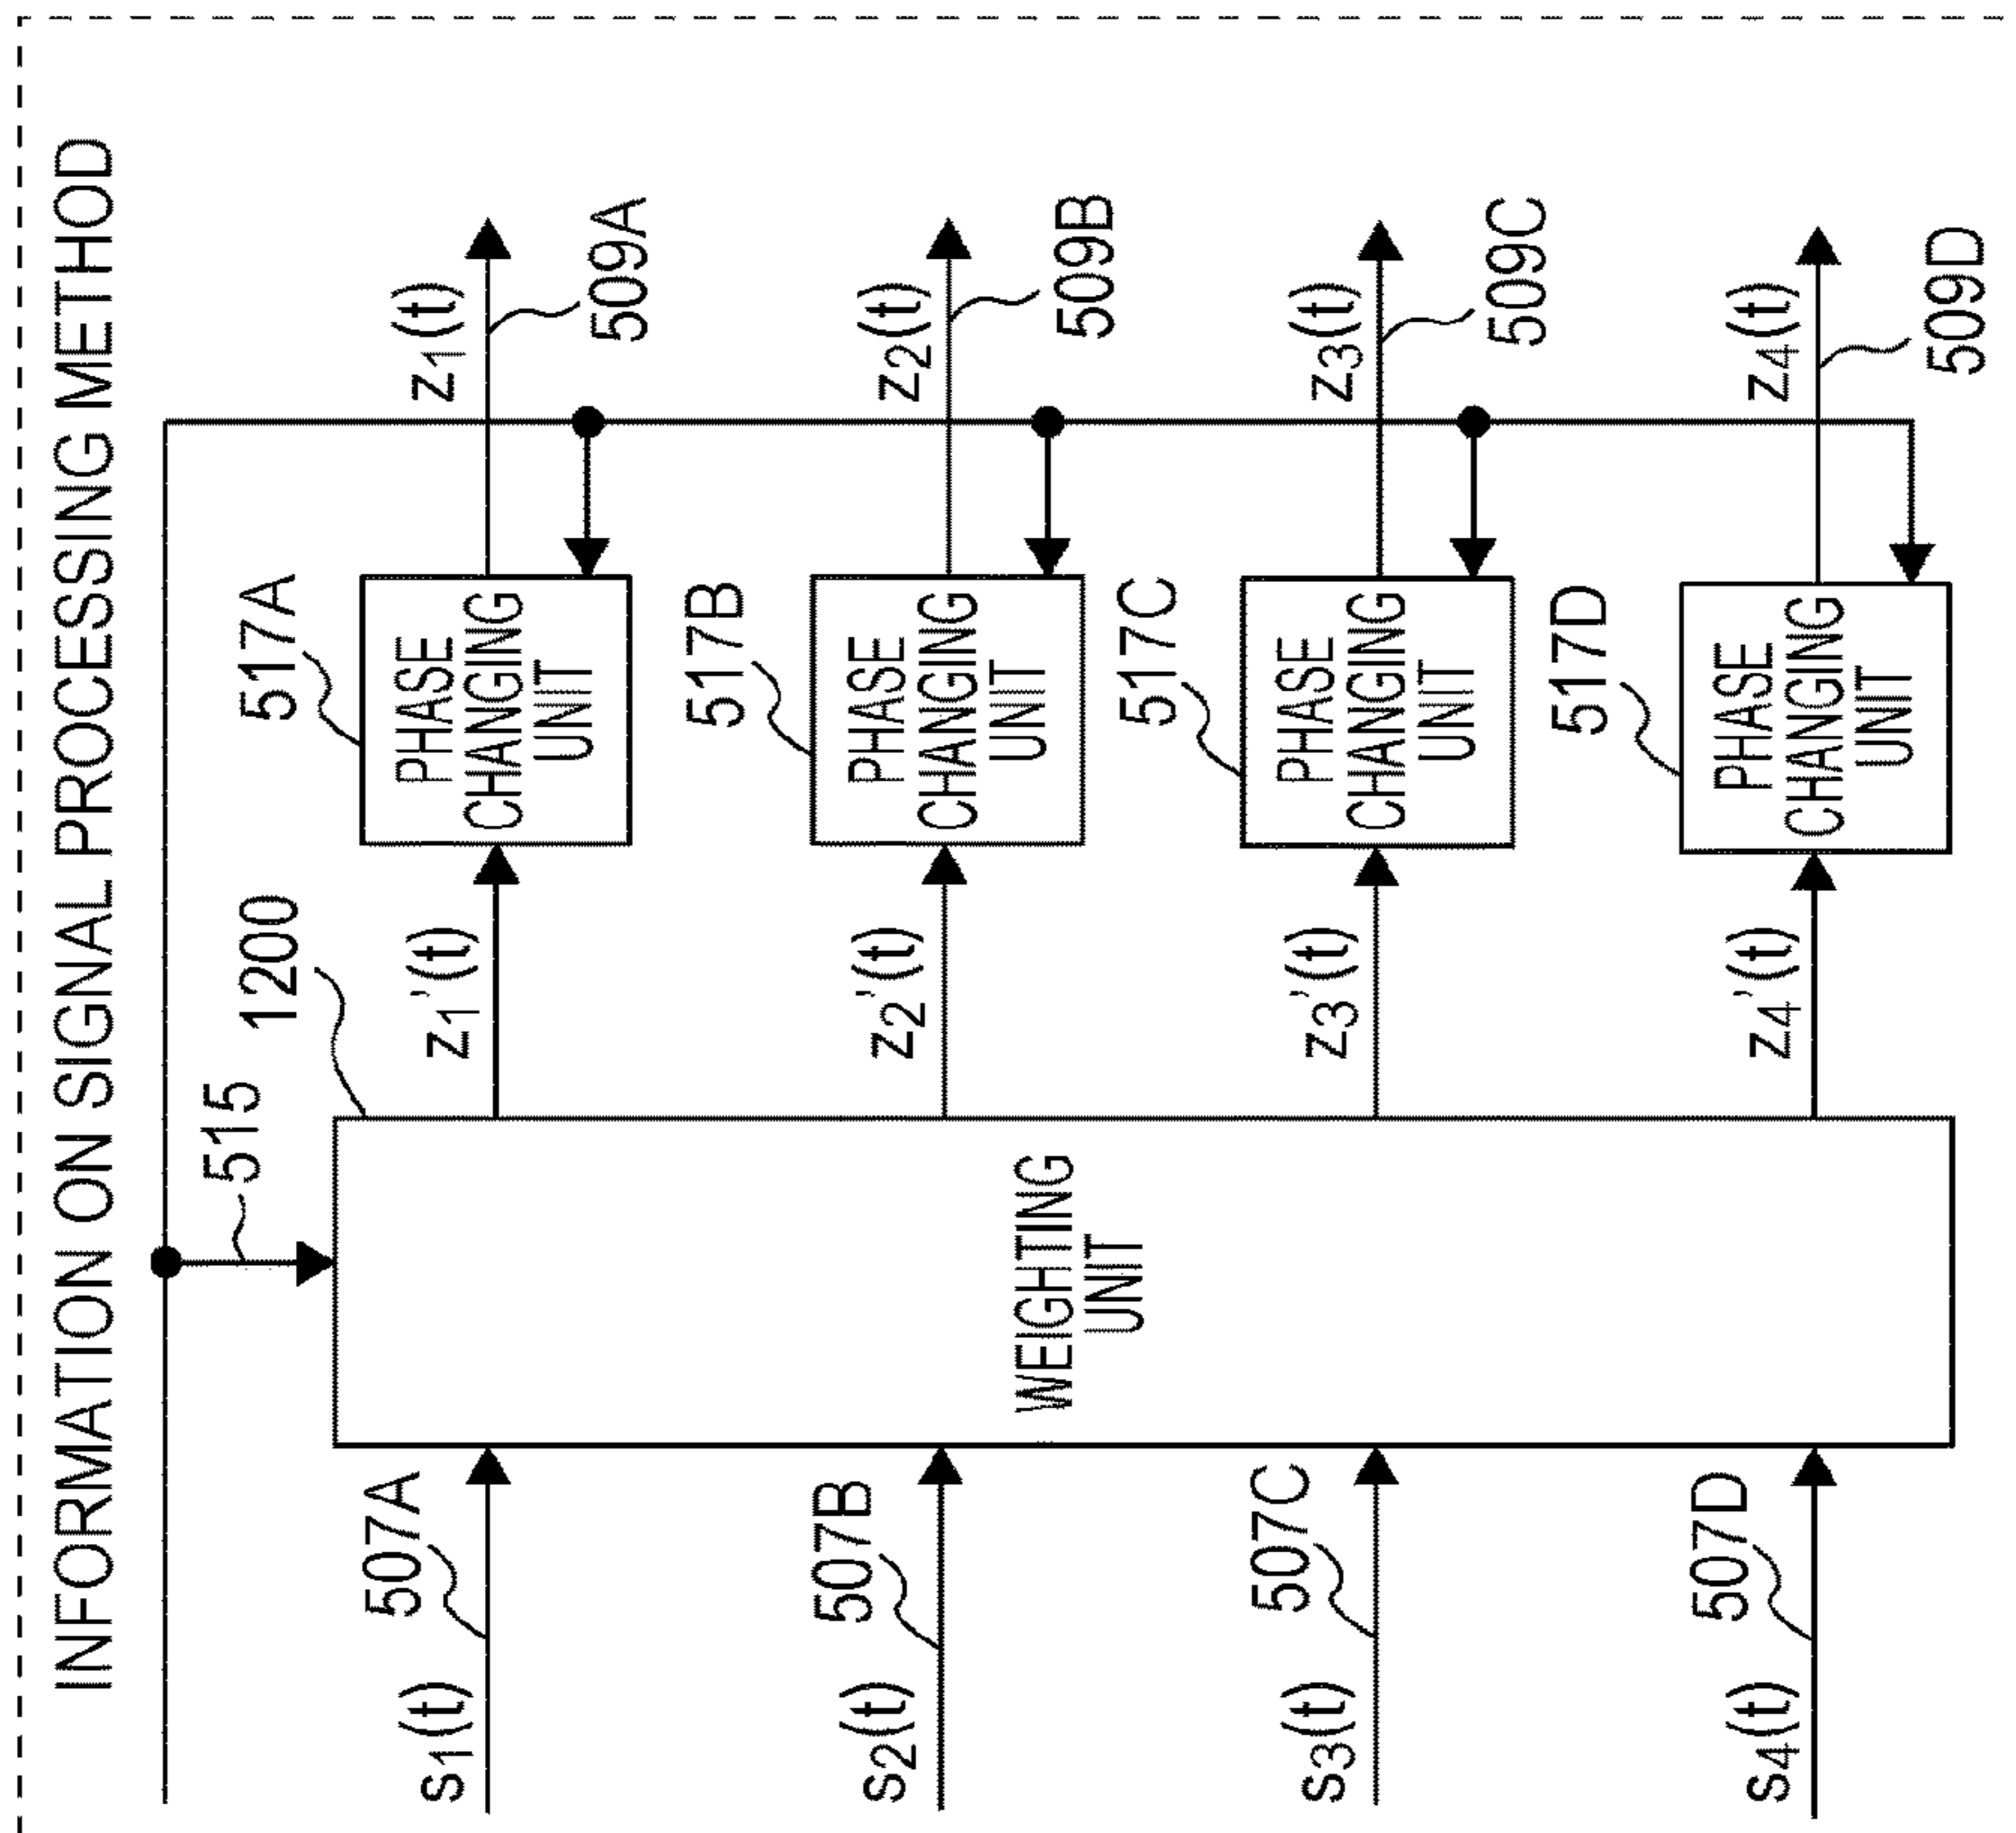 INFORMATION ON SIGNAL PROCESSING METHOD
515
1200
517A
s1(t)
507A
z1'(t)
PHASE
CHANGING
UNIT
z1(t)
509A
517B
s2(t)
507B
z2'(t)
PHASE
CHANGING
UNIT
z2(t)
509B
WEIGHTING
UNIT
517C
s3(t)
507C
z3'(t)
PHASE
CHANGING
UNIT
z3(t)
509C
517D
s4(t)
507D
z4'(t)
PHASE
CHANGING
UNIT
z4(t)
509D